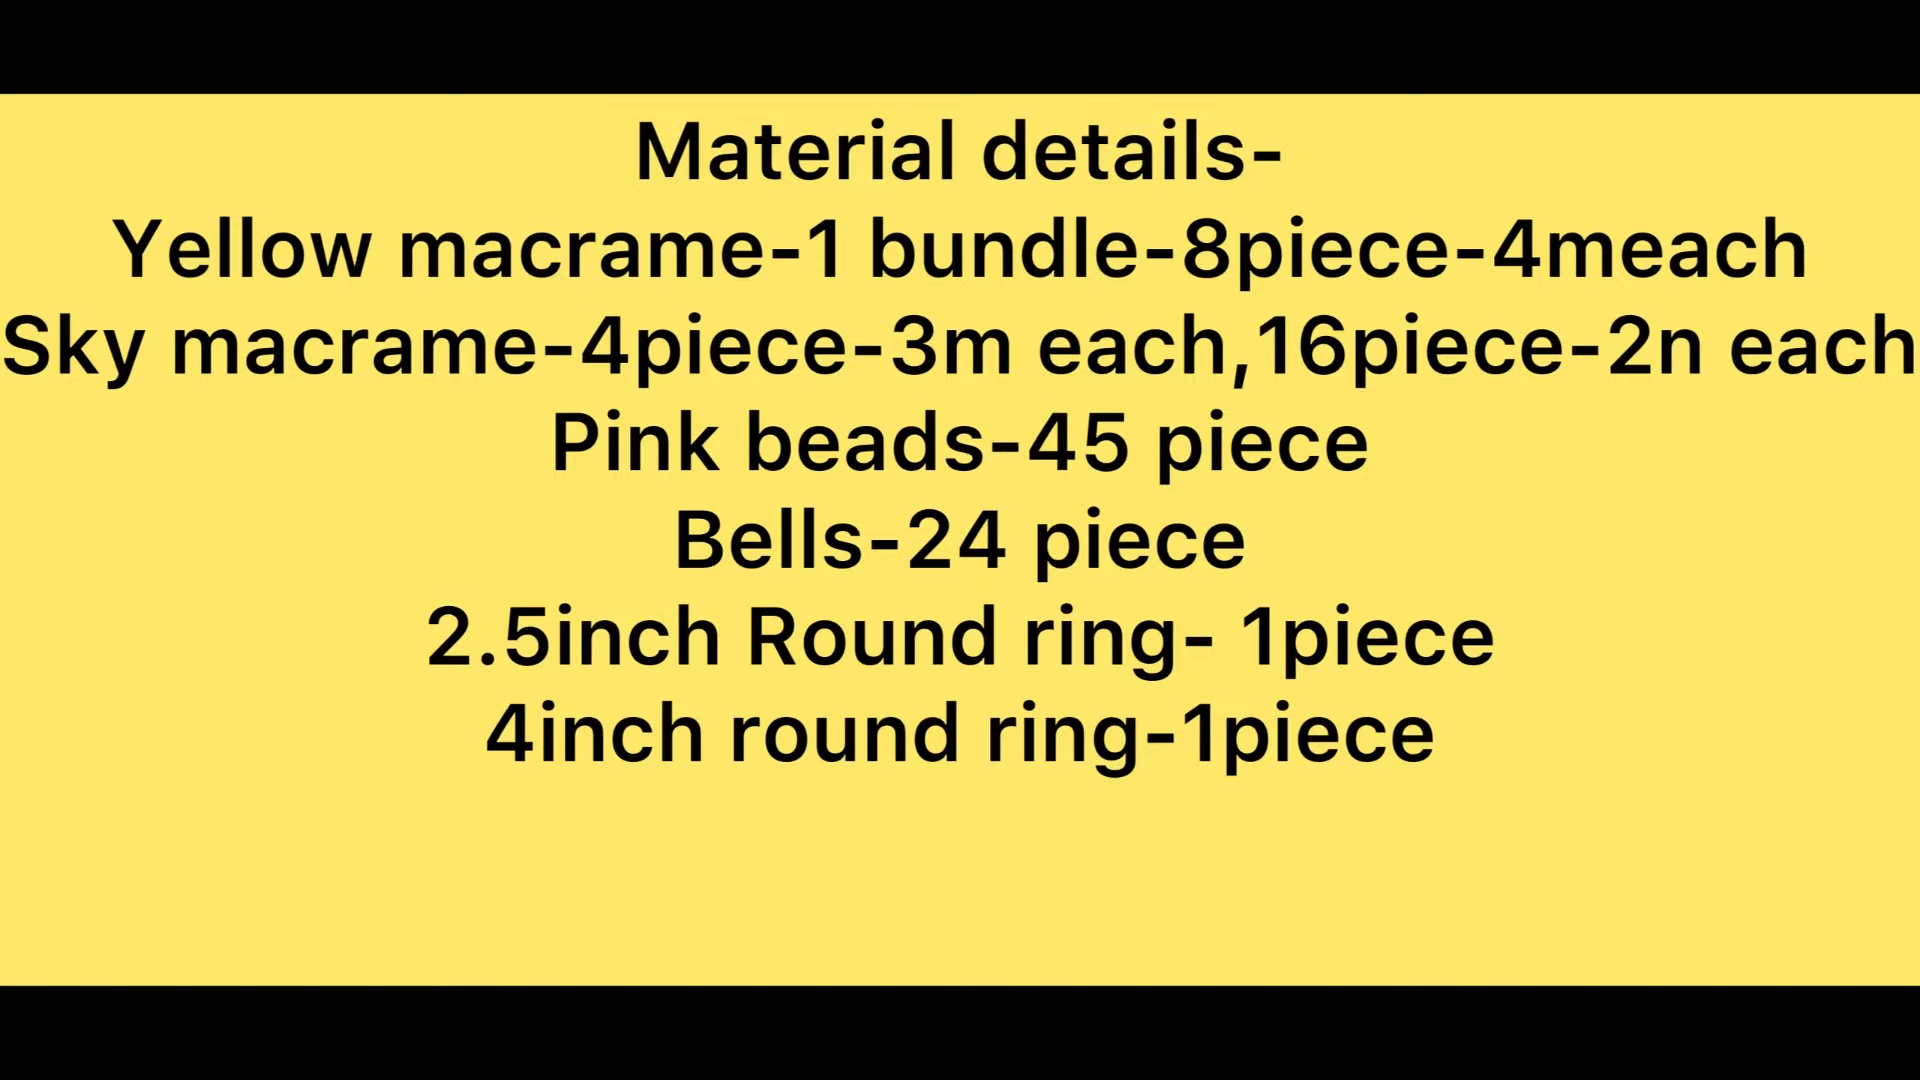 Material details-
Yellow macrame-1 bundle-8piece-4meach
Sky macrame-4piece-3m each,16piece-2n each
Pink beads-45 piece
Bells-24 piece
2.5inch Round ring- 1piece
4inch round ring-1piece